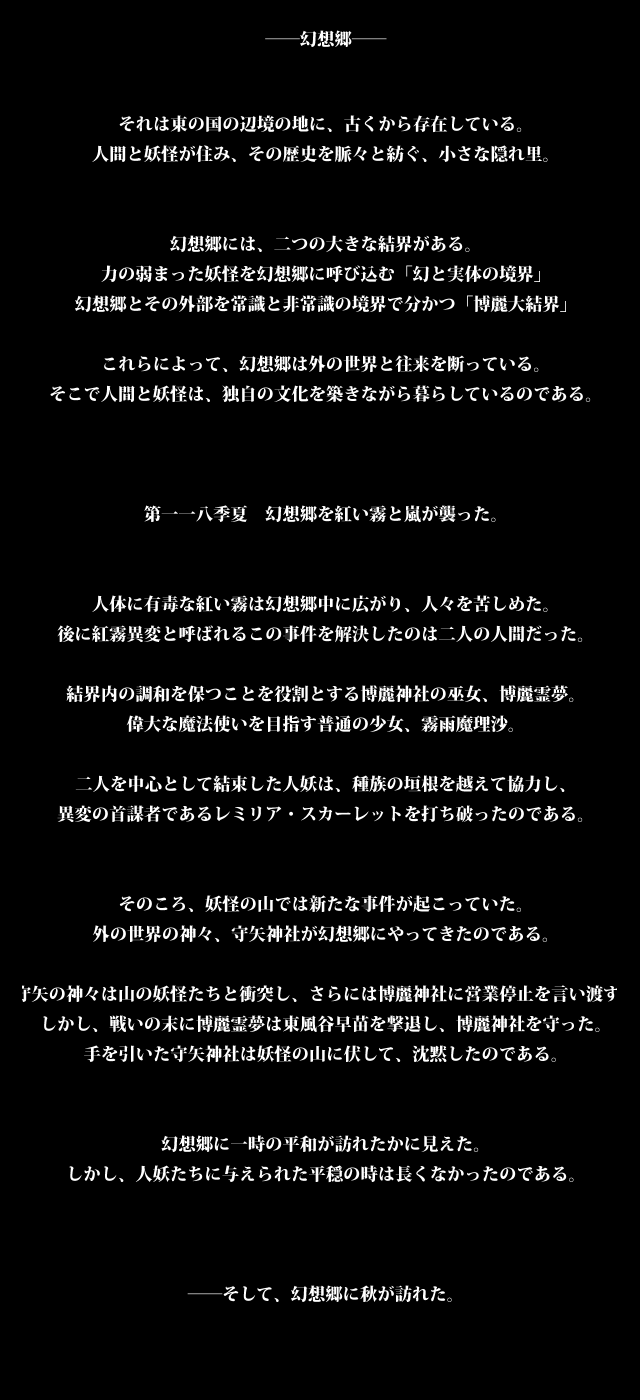 ──幻想郷──
それは東の国の辺境の地に、古くから存在している。
人間と妖怪が住み、その歴史を脈々と紡ぐ、小さな隠れ里。
幻想郷には、二つの大きな結界がある。
力の弱まった妖怪を幻想郷に呼び込む「幻と実体の境界」
幻想郷とその外部を常識と非常識の境界で分かつ「博麗大結界」
これらによって、幻想郷は外の世界と往来を断っている。
そこで人間と妖怪は、独自の文化を築きながら暮らしているのである。
第一一八季夏　幻想郷を紅い霧と嵐が襲った。
人体に有毒な紅い霧は幻想郷中に広がり、人々を苦しめた。
後に紅霧異変と呼ばれるこの事件を解決したのは二人の人間だった。
結界内の調和を保つことを役割とする博麗神社の巫女、博麗霊夢。
偉大な魔法使いを目指す普通の少女、霧雨魔理沙。
二人を中心として結束した人妖は、種族の垣根を越えて協力し、
異変の首謀者であるレミリア・スカーレットを打ち破ったのである。
そのころ、妖怪の山では新たな事件が起こっていた。
外の世界の神々、守矢神社が幻想郷にやってきたのである。
守矢の神々は山の妖怪たちと衝突し、さらには博麗神社に営業停止を言い渡す
しかし、戦いの末に博麗霊夢は東風谷早苗を撃退し、博麗神社を守った。
手を引いた守矢神社は妖怪の山に伏して、沈黙したのである。
幻想郷に一時の平和が訪れたかに見えた。
しかし、人妖たちに与えられた平穏の時は長くなかったのである。
──そして、幻想郷に秋が訪れた。